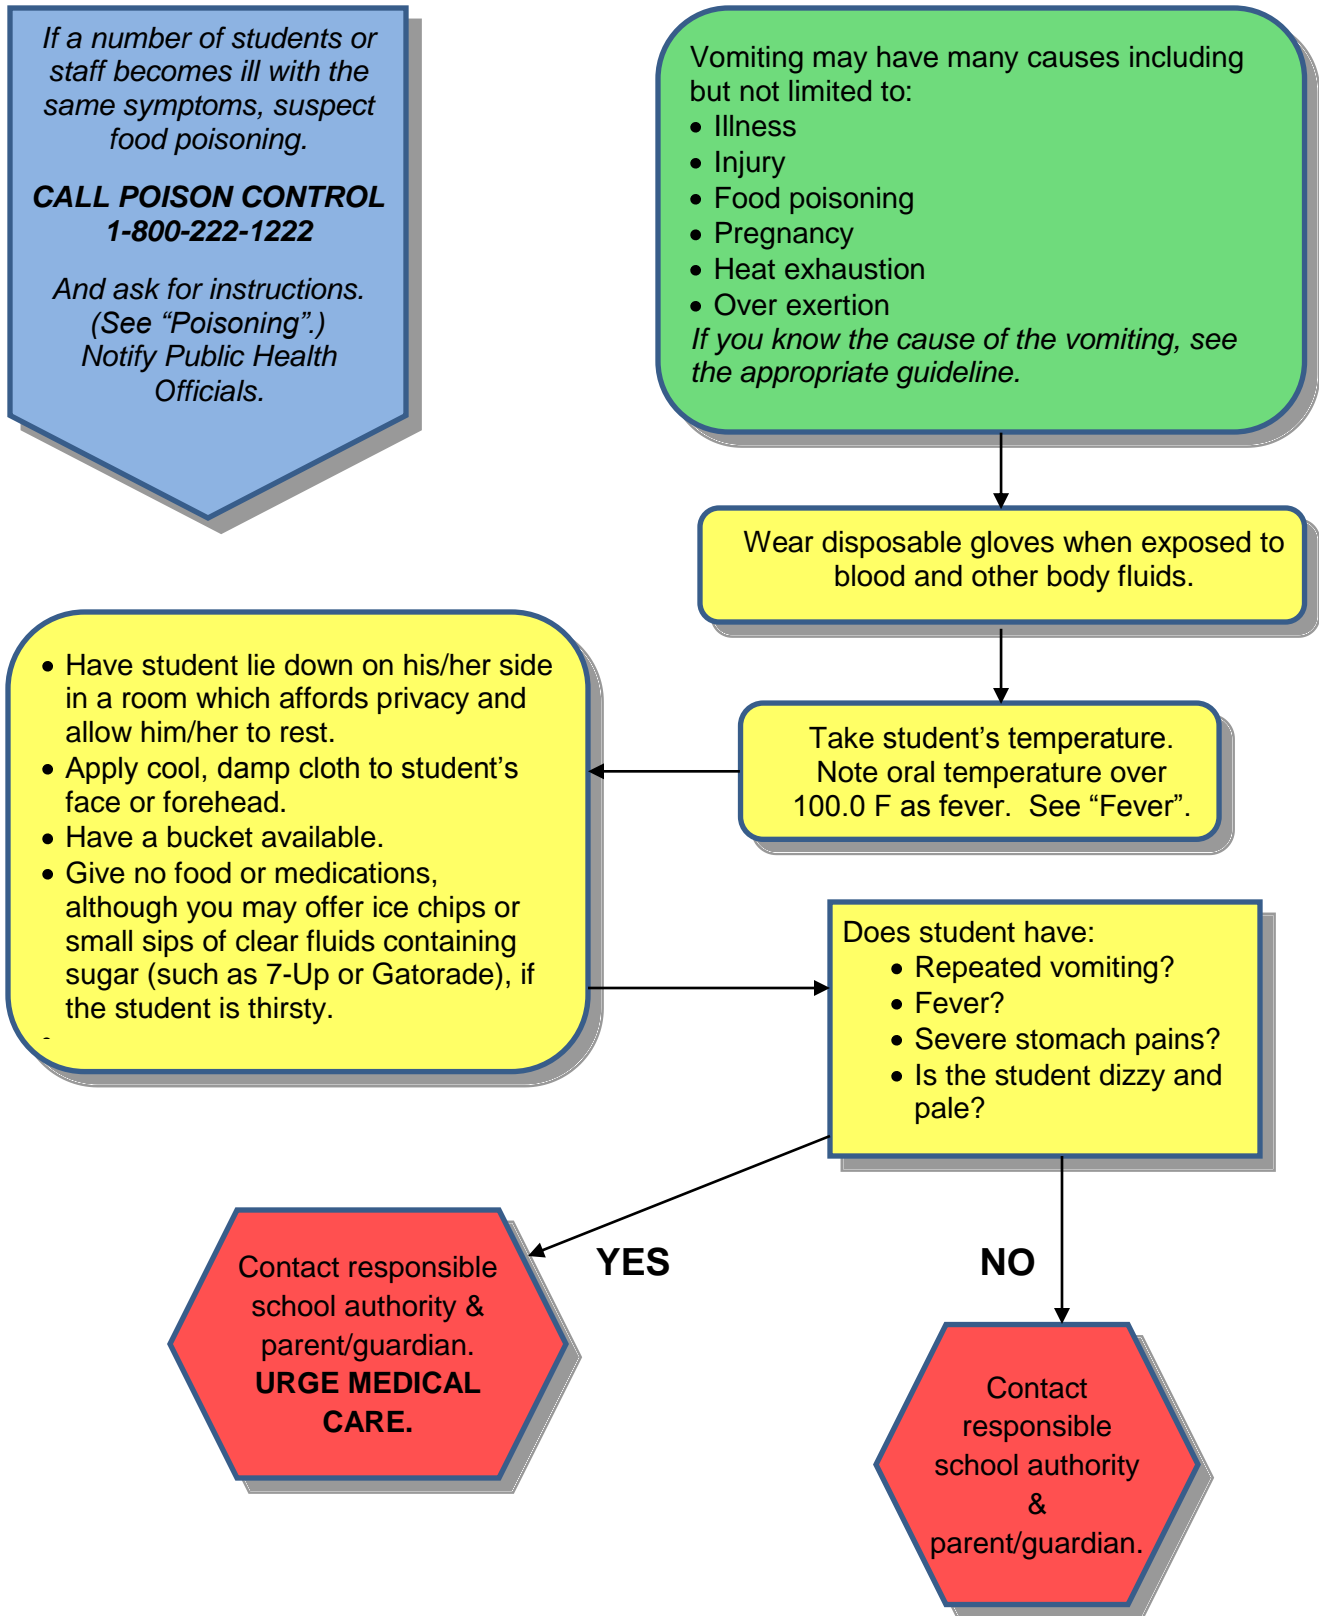 If a number of students or
staff becomes ill with the
same symptoms, suspect
food poisoning.
CALL POISON CONTROL
1-800-222-1222
And ask for instructions.
(See “Poisoning”.)
Notify Public Health
Officials.
Vomiting may have many causes including
but not limited to:
• Illness
• Injury
• Food poisoning
• Pregnancy
• Heat exhaustion
• Over exertion
If you know the cause of the vomiting, see
the appropriate guideline.
Wear disposable gloves when exposed to
blood and other body fluids.
Take student’s temperature.
Note oral temperature over
100.0 F as fever.  See “Fever”.
• Have student lie down on his/her side
in a room which affords privacy and
allow him/her to rest.
• Apply cool, damp cloth to student’s
face or forehead.
• Have a bucket available.
• Give no food or medications,
although you may offer ice chips or
small sips of clear fluids containing
sugar (such as 7-Up or Gatorade), if
the student is thirsty.
Does student have:
• Repeated vomiting?
• Fever?
• Severe stomach pains?
• Is the student dizzy and
pale?
YES
NO
Contact responsible
school authority &
parent/guardian.
URGE MEDICAL
CARE.
Contact
responsible
school authority
&
parent/guardian.